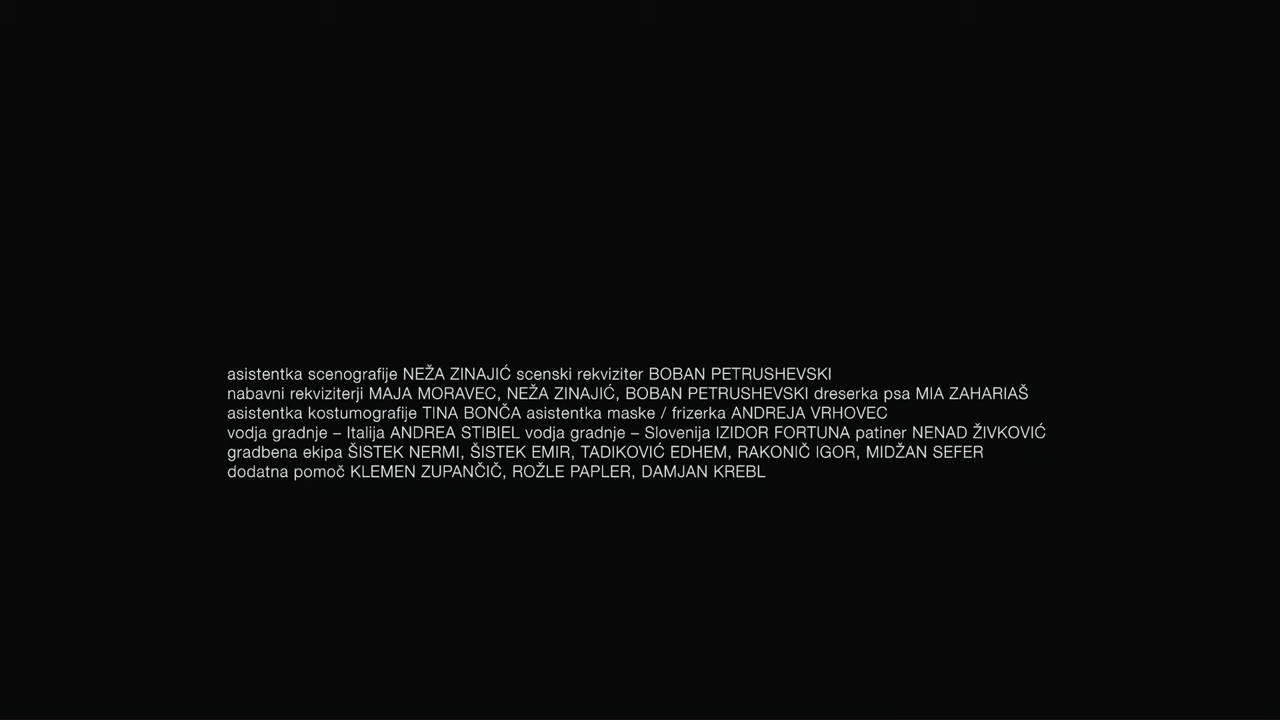 asistentka scenografije NEŽA ZINAJIĆ scenski rekviziter BOBAN PETRUSHEVSKI
nabavni rekviziterji MAJA MORAVEC, NEŽA ZINAJIĆ, BOBAN PETRUSHEVSKI dreserka psa MIA ZAHARIAŠ
asistentka kostumografije TINA BONČA asistentka maske / frizerka ANDREJA VRHOVEC
vodja gradnje – Italija ANDREA STIBIEL vodja gradnje – Slovenija IZIDOR FORTUNA patiner NENAD ŽIVKOVIĆ
gradbena ekipa ŠISTEK NERMI, ŠISTEK EMIR, TADIKOVIĆ EDHEM, RAKONIČ IGOR, MIDŽAN SEFER
dodatna pomoč KLEMEN ZUPANČIČ, ROŽLE PAPLER, DAMJAN KREBL